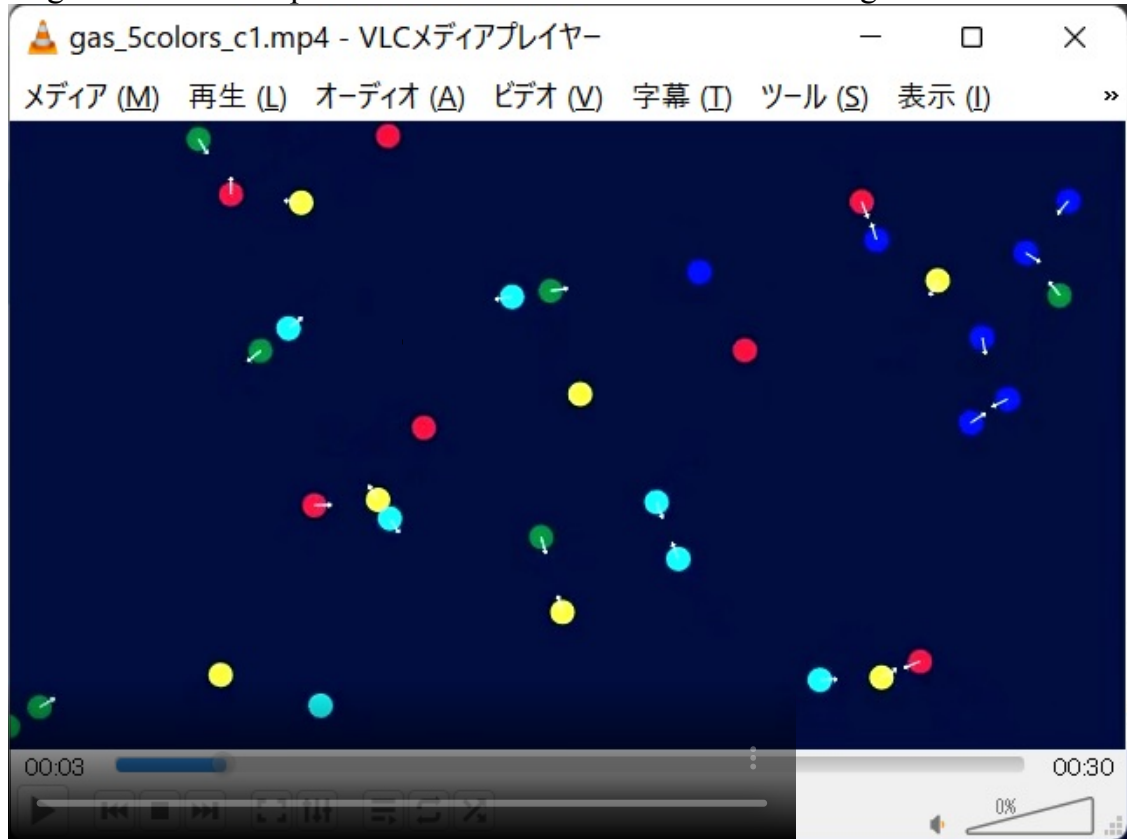 gas_5colors_c1.mp4 - VLCメディアプレイヤー
メディア (M) 再生 (L) オーディオ (A) ビデオ (V) 字幕 (T) ツール (S) 表示 (I) »
00:03 00:30
0%